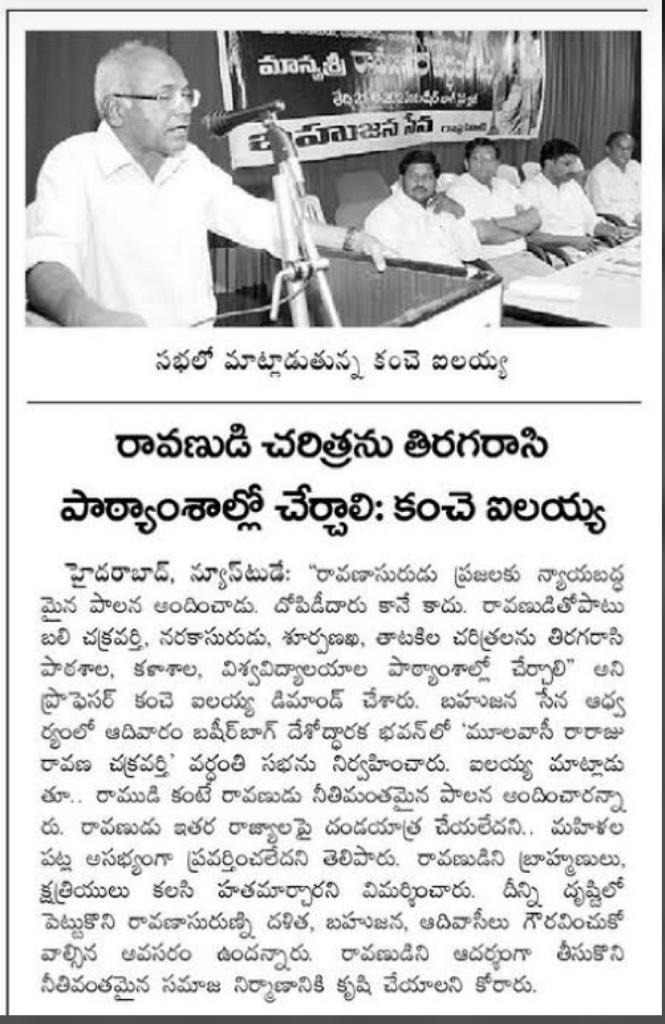 మాన్యశ్రీ
బహుజన సేన
సభలో మాట్లాడుతున్న కంచె ఐలయ్య
రావణుడి చరిత్రను తిరగరాసి
పాఠ్యాంశాల్లో చేర్చాలి: కంచె ఐలయ్య
హైదరాబాద్, న్యూస్‌టుడే: "రావణాసురుడు ప్రజలకు న్యాయబద్ధ
మైన పాలన అందించాడు. దోపిడీదారు కానే కాదు. రావణుడితోపాటు
బలి చక్రవర్తి, నరకాసురుడు, శూర్పణఖ, తాటకిల చరిత్రలను తిరగరాసి
పాఠశాల, కళాశాల, విశ్వవిద్యాలయాల పాఠ్యాంశాల్లో చేర్చాలి" అని
ప్రొఫెసర్ కంచె ఐలయ్య డిమాండ్ చేశారు. బహుజన సేన ఆధ్వ
ర్యంలో ఆదివారం బషీర్‌బాగ్ దేశోద్ధారక భవన్‌లో 'మూలవాసీ రారాజు
రావణ చక్రవర్తి' వర్ధంతి సభను నిర్వహించారు. ఐలయ్య మాట్లాడు
తూ.. రాముడి కంటే రావణుడు నీతిమంతమైన పాలన అందించారన్నా
రు. రావణుడు ఇతర రాజ్యాలపై దండయాత్ర చేయలేదని.. మహిళల
పట్ల అసభ్యంగా ప్రవర్తించలేదని తెలిపారు. రావణుడిని బ్రాహ్మణులు,
క్షత్రియులు కలసి హతమార్చారని విమర్శించారు. దీన్ని దృష్టిలో
పెట్టుకొని రావణాసురుణ్ని దళిత, బహుజన, ఆదివాసీలు గౌరవించుకో
వాల్సిన అవసరం ఉందన్నారు. రావణుడిని ఆదర్శంగా తీసుకొని
నీతివంతమైన సమాజ నిర్మాణానికి కృషి చేయాలని కోరారు.